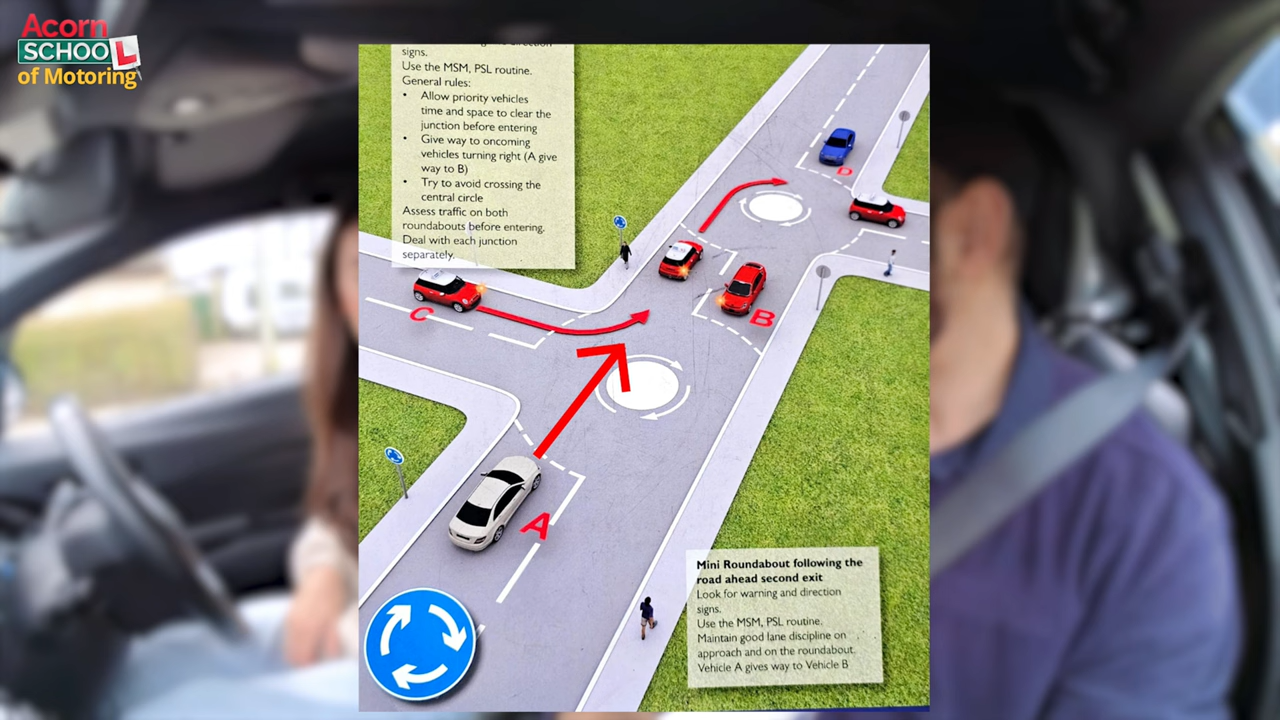 Acorn
SCHOOL
of Motoring
signs.
Use the MSM, PSL routine.
General rules:
• Allow priority vehicles
time and space to clear the
junction before entering
• Give way to oncoming
vehicles turning right (A give
way to B)
• Try to avoid crossing the
central circle
Assess traffic on both
roundabouts before entering.
Deal with each junction
separately.
D
C
B
A
Mini Roundabout following the
road ahead second exit
Look for warning and direction
signs.
Use the MSM, PSL routine.
Maintain good lane discipline on
approach and on the roundabout.
Vehicle A gives way to Vehicle B